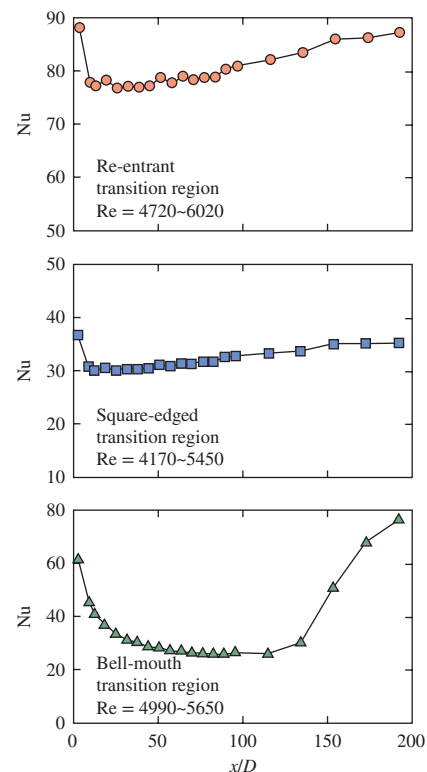 90
80
70
60
50
Nu
Re-entrant
transition region
Re = 4720~6020
50
40
30
20
10
Nu
Square-edged
transition region
Re = 4170~5450
80
60
40
20
0
Nu
Bell-mouth
transition region
Re = 4990~5650
0 50 100 150 200
x/D